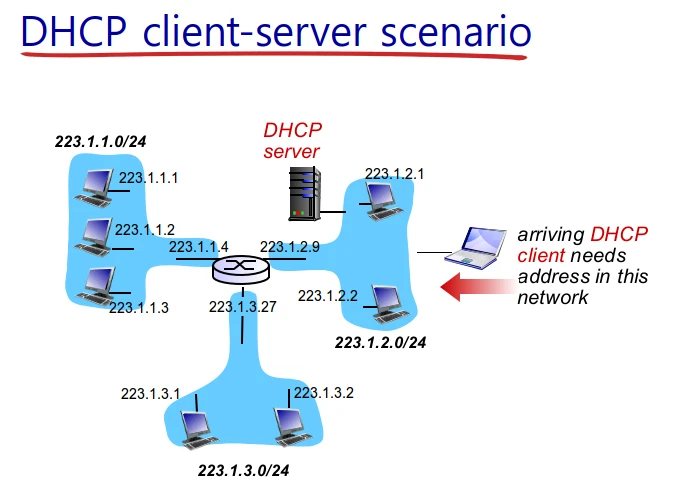 DHCP client-server scenario
DHCP
server
223.1.1.0/24
223.1.1.1
223.1.2.1
223.1.1.2
223.1.1.4
223.1.2.9
arriving DHCP
client needs
address in this
network
223.1.1.3
223.1.3.27
223.1.2.2
223.1.2.0/24
223.1.3.1
223.1.3.2
223.1.3.0/24